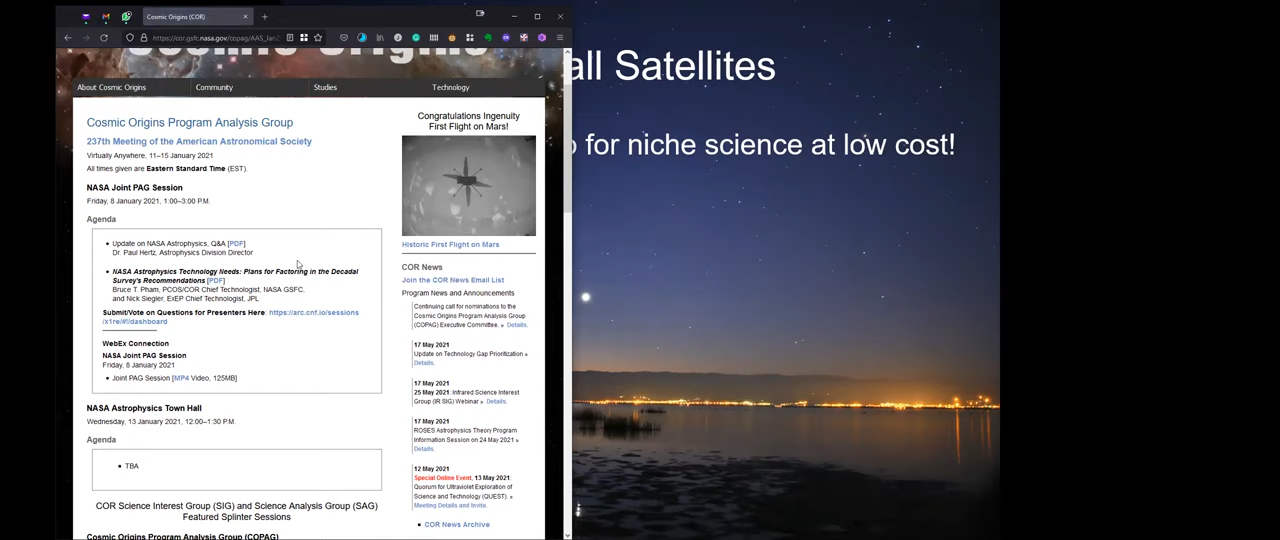 Cosmic Origins (COR)
https://cor.gsfc.nasa.gov/copag/AAS_Jan2
Cosmic Origins
About Cosmic Origins
Community
Studies
Technology
Cosmic Origins Program Analysis Group
237th Meeting of the American Astronomical Society
Virtually Anywhere, 11–15 January 2021
All times given are Eastern Standard Time (EST).
NASA Joint PAG Session
Friday, 8 January 2021, 1:00–3:00 P.M.
Agenda
Update on NASA Astrophysics, Q&A [PDF]
Dr. Paul Hertz, Astrophysics Division Director
NASA Astrophysics Technology Needs: Plans for Factoring in the Decadal
Survey's Recommendations [PDF]
Bruce T. Pham, PCOS/COR Chief Technologist, NASA GSFC,
and Nick Siegler, ExEP Chief Technologist, JPL
Submit/Vote on Questions for Presenters Here: https://arc.cnf.io/sessions
/x1re/#!/dashboard
WebEx Connection
NASA Joint PAG Session
Friday, 8 January 2021
Joint PAG Session [MP4 Video, 125MB]
NASA Astrophysics Town Hall
Wednesday, 13 January 2021, 12:00–1:30 P.M.
Agenda
TBA
COR Science Interest Group (SIG) and Science Analysis Group (SAG)
Featured Splinter Sessions
Cosmic Origins Program Analysis Group (COPAG)
Congratulations Ingenuity
First Flight on Mars!
Historic First Flight on Mars
COR News
Join the COR News Email List
Program News and Announcements
Continuing call for nominations to the
Cosmic Origins Program Analysis Group
(COPAG) Executive Committee. » Details.
17 May 2021
Update on Technology Gap Prioritization »
Details.
17 May 2021
25 May 2021: Infrared Science Interest
Group (IR SIG) Webinar » Details.
17 May 2021
ROSES Astrophysics Theory Program
Information Session on 24 May 2021 »
Details.
12 May 2021
Special Online Event, 13 May 2021:
Quorum for Ultraviolet Exploration of
Science and Technology (QUEST). »
Meeting Details and Invite.
COR News Archive
all Satellites
for niche science at low cost!